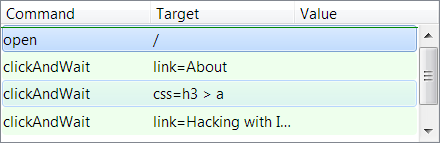 Command Target Value
open /
clickAndWait link=About
clickAndWait css=h3 > a
clickAndWait link=Hacking with I...